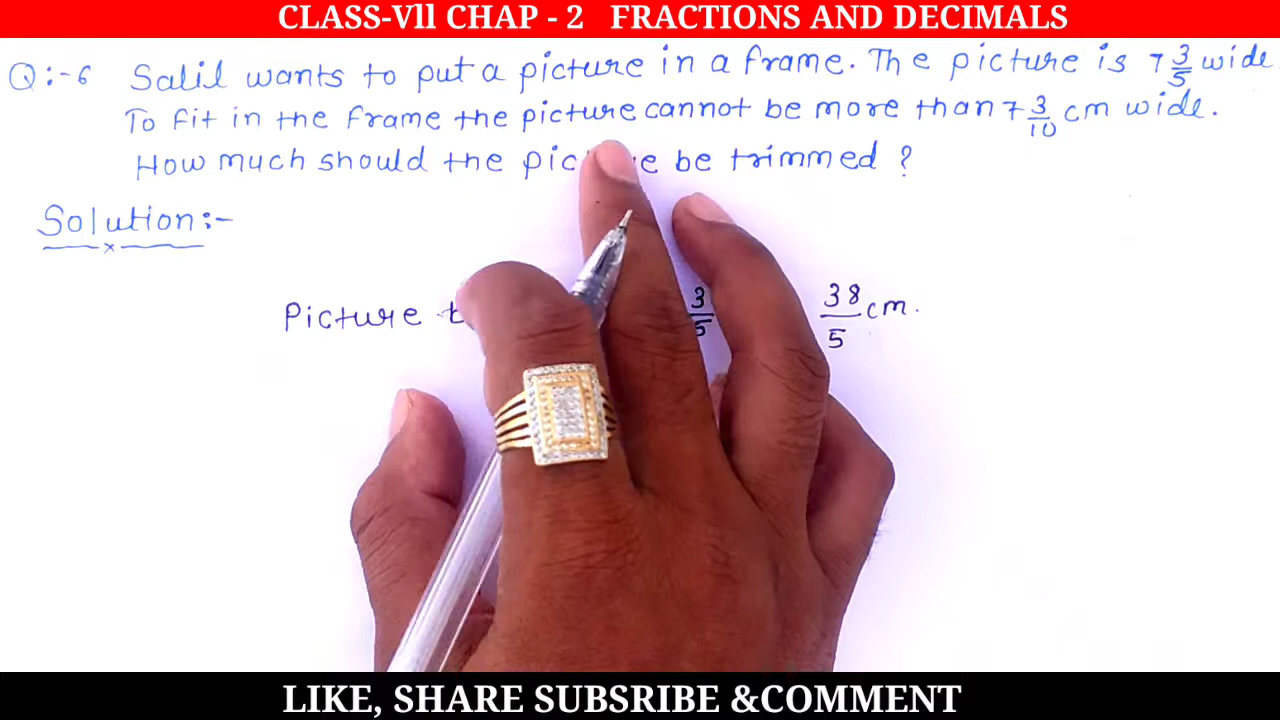 CLASS-Vll CHAP - 2 FRACTIONS AND DECIMALS
Q:-6 Salil wants to put a picture in a frame. The picture is 7 3/5 wide.
To fit in the frame the picture cannot be more than 7 3/10 cm wide.
How much should the be trimmed ?
Solution:-
Picture 3/5 38/5 cm.
LIKE, SHARE SUBSRIBE &COMMENT